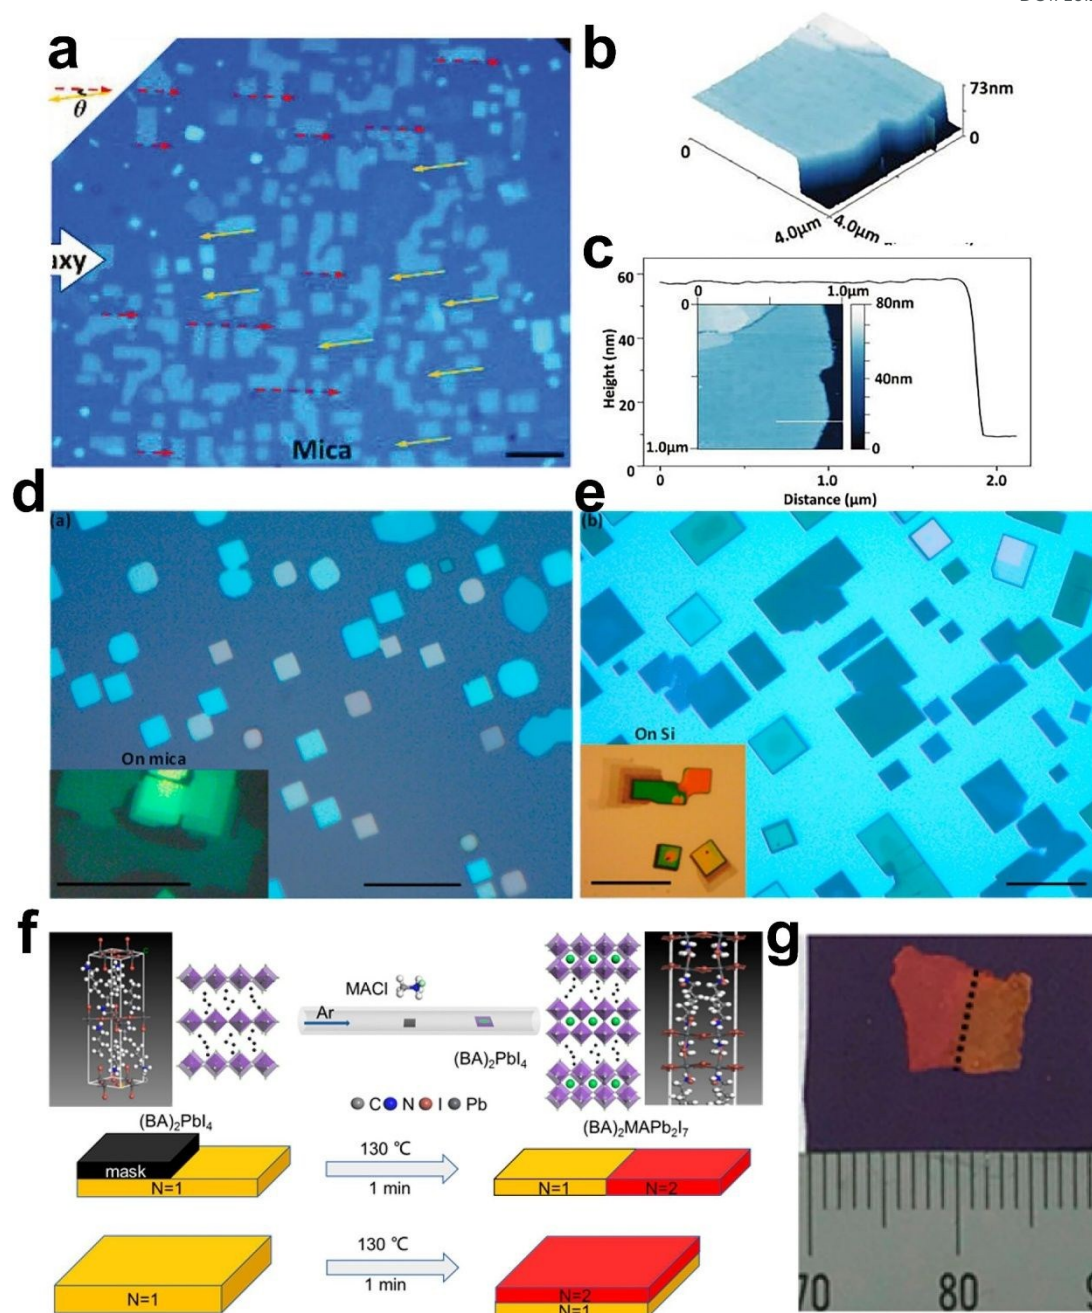 a
θ
axy
Mica
b
73nm
0
0
4.0µm
4.0µm
c
60
40
20
0
Height (nm)
0
1.0µm
0
1.0µm
80nm
40nm
0
0
1.0
2.0
Distance (µm)
d
(a)
On mica
e
(b)
On Si
f
MACl
Ar
(BA)₂PbI₄
C N I Pb
(BA)₂PbI₄
(BA)₂MAPb₂I₇
mask
N=1
130 ℃
1 min
N=1
N=2
N=1
130 ℃
1 min
N=2
N=1
g
70
80